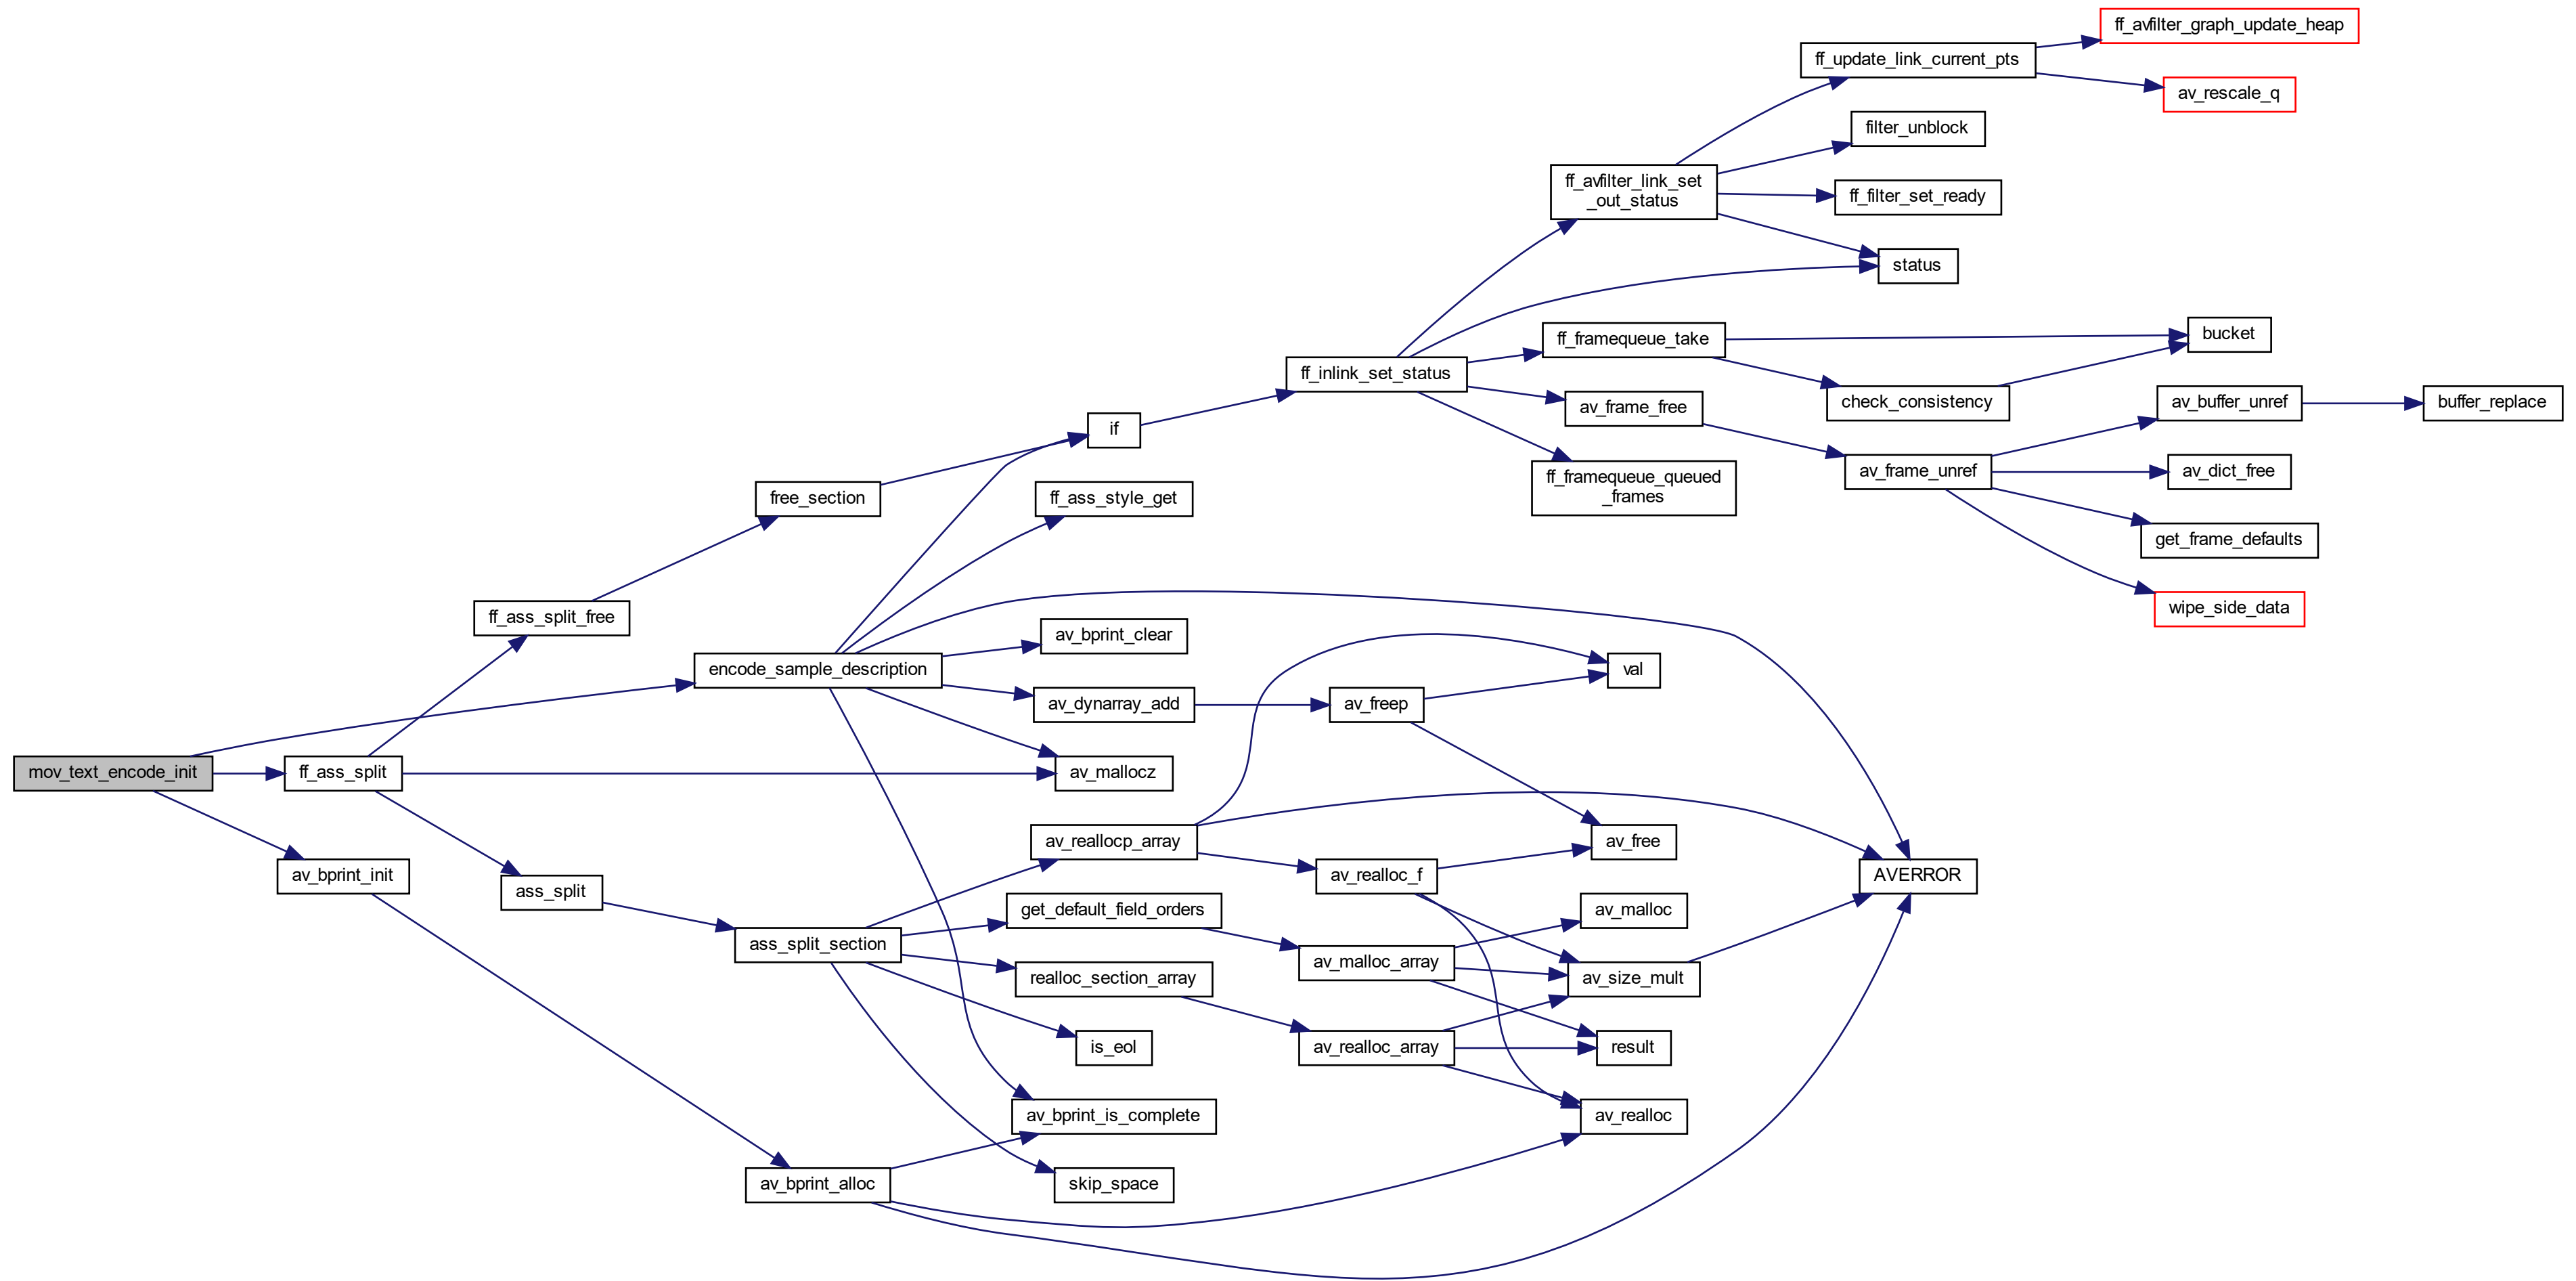 mov_text_encode_init
ff_ass_split
av_bprint_init
ff_ass_split_free
ass_split
free_section
encode_sample_description
ass_split_section
av_bprint_alloc
if
ff_ass_style_get
av_bprint_clear
av_dynarray_add
av_mallocz
av_reallocp_array
get_default_field_orders
realloc_section_array
is_eol
av_bprint_is_complete
skip_space
ff_inlink_set_status
av_freep
av_realloc_f
av_malloc_array
av_realloc_array
ff_avfilter_link_set
_out_status
ff_framequeue_take
av_frame_free
ff_framequeue_queued
_frames
val
av_free
av_malloc
av_size_mult
result
av_realloc
ff_update_link_current_pts
filter_unblock
ff_filter_set_ready
status
check_consistency
av_frame_unref
AVERROR
ff_avfilter_graph_update_heap
av_rescale_q
bucket
av_buffer_unref
av_dict_free
get_frame_defaults
wipe_side_data
buffer_replace